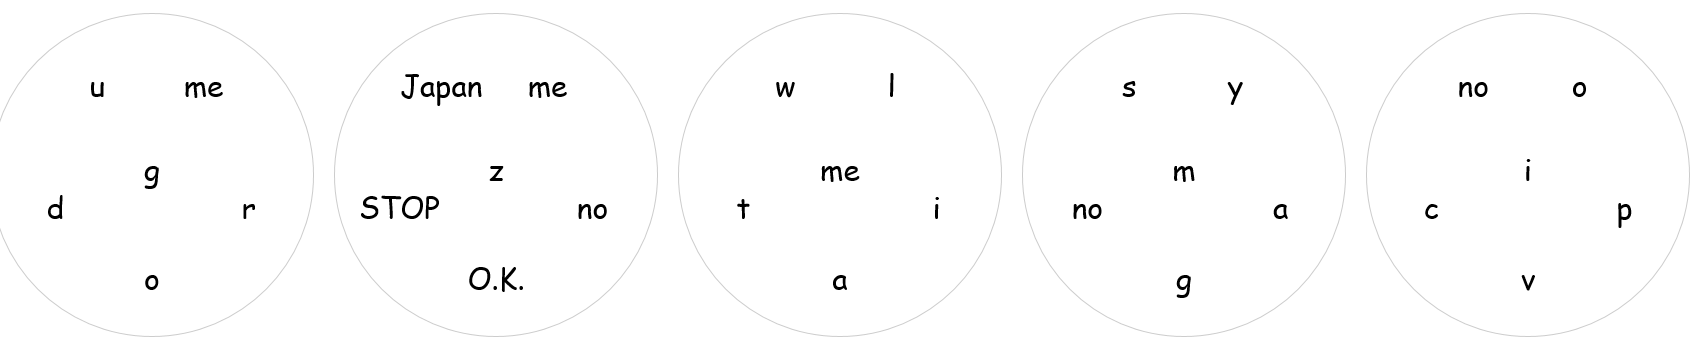 u me Japan me w l s y no o
g z me m i
d r STOP no t i no a c p
o O.K. a g v